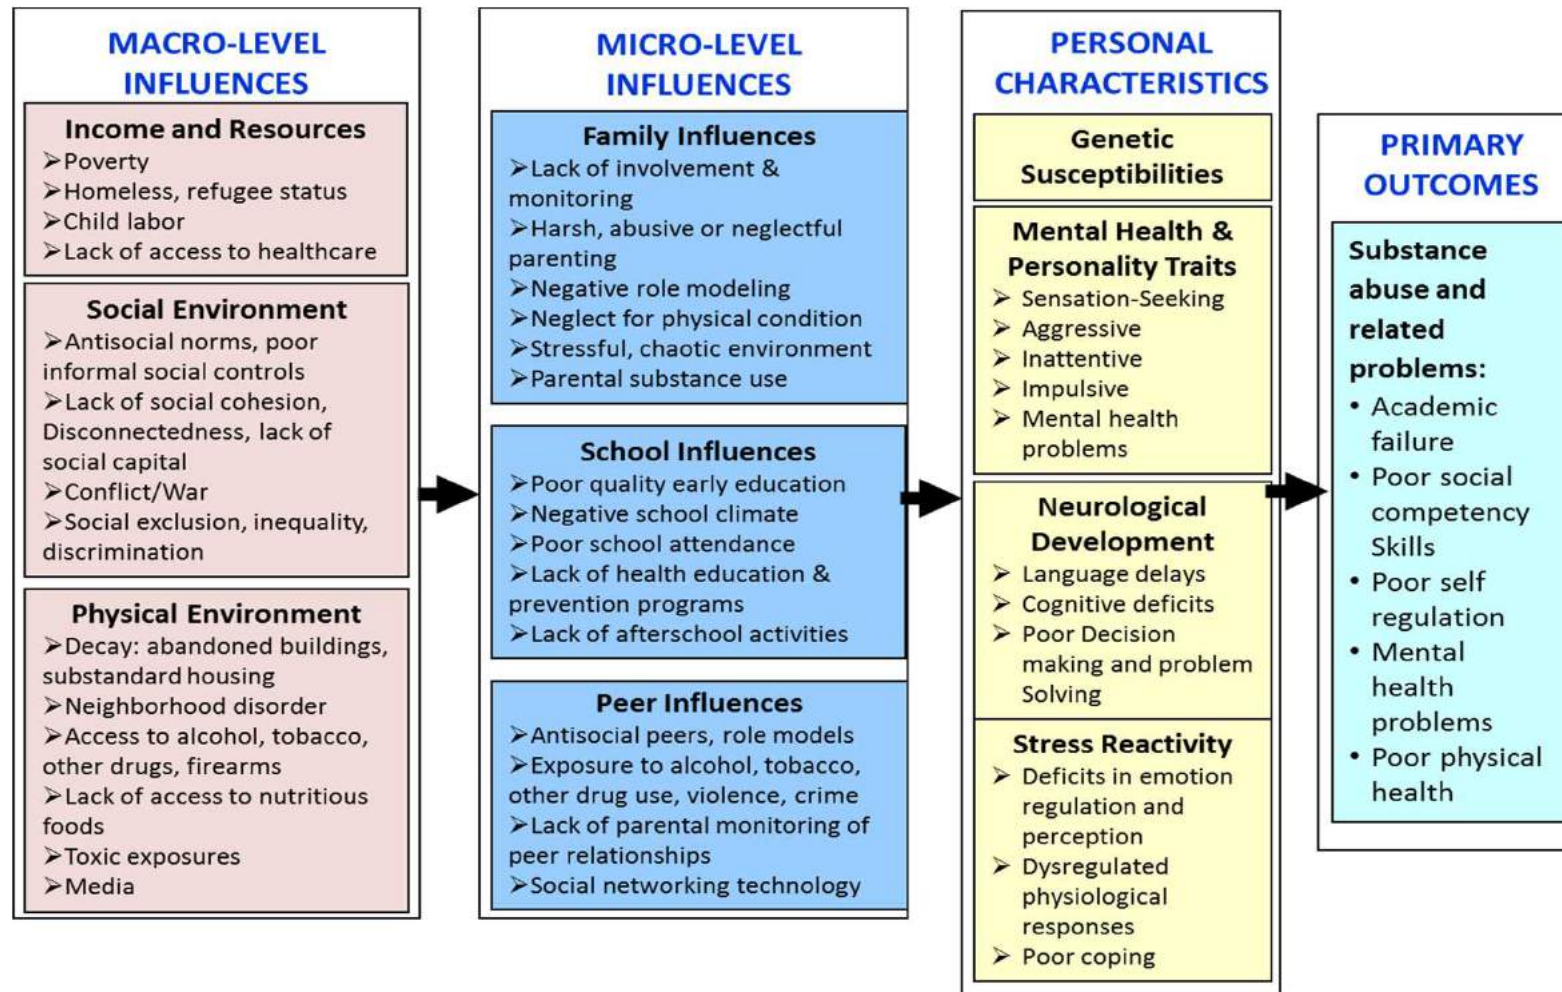 MACRO-LEVEL
INFLUENCES
Income and Resources
➢Poverty
➢Homeless, refugee status
➢Child labor
➢Lack of access to healthcare
Social Environment
➢Antisocial norms, poor
informal social controls
➢Lack of social cohesion,
Disconnectedness, lack of
social capital
➢Conflict/War
➢Social exclusion, inequality,
discrimination
Physical Environment
➢Decay: abandoned buildings,
substandard housing
➢Neighborhood disorder
➢Access to alcohol, tobacco,
other drugs, firearms
➢Lack of access to nutritious
foods
➢Toxic exposures
➢Media
MICRO-LEVEL
INFLUENCES
Family Influences
➢Lack of involvement &
monitoring
➢Harsh, abusive or neglectful
parenting
➢Negative role modeling
➢Neglect for physical condition
➢Stressful, chaotic environment
➢Parental substance use
School Influences
➢Poor quality early education
➢Negative school climate
➢Poor school attendance
➢Lack of health education &
prevention programs
➢Lack of afterschool activities
Peer Influences
➢Antisocial peers, role models
➢Exposure to alcohol, tobacco,
other drug use, violence, crime
➢Lack of parental monitoring of
peer relationships
➢Social networking technology
PERSONAL
CHARACTERISTICS
Genetic
Susceptibilities
Mental Health &
Personality Traits
➢ Sensation-Seeking
➢ Aggressive
➢ Inattentive
➢ Impulsive
➢ Mental health
problems
Neurological
Development
➢ Language delays
➢ Cognitive deficits
➢ Poor Decision
making and problem
Solving
Stress Reactivity
➢ Deficits in emotion
regulation and
perception
➢ Dysregulated
physiological
responses
➢ Poor coping
PRIMARY
OUTCOMES
Substance
abuse and
related
problems:
• Academic
failure
• Poor social
competency
Skills
• Poor self
regulation
• Mental
health
problems
• Poor physical
health